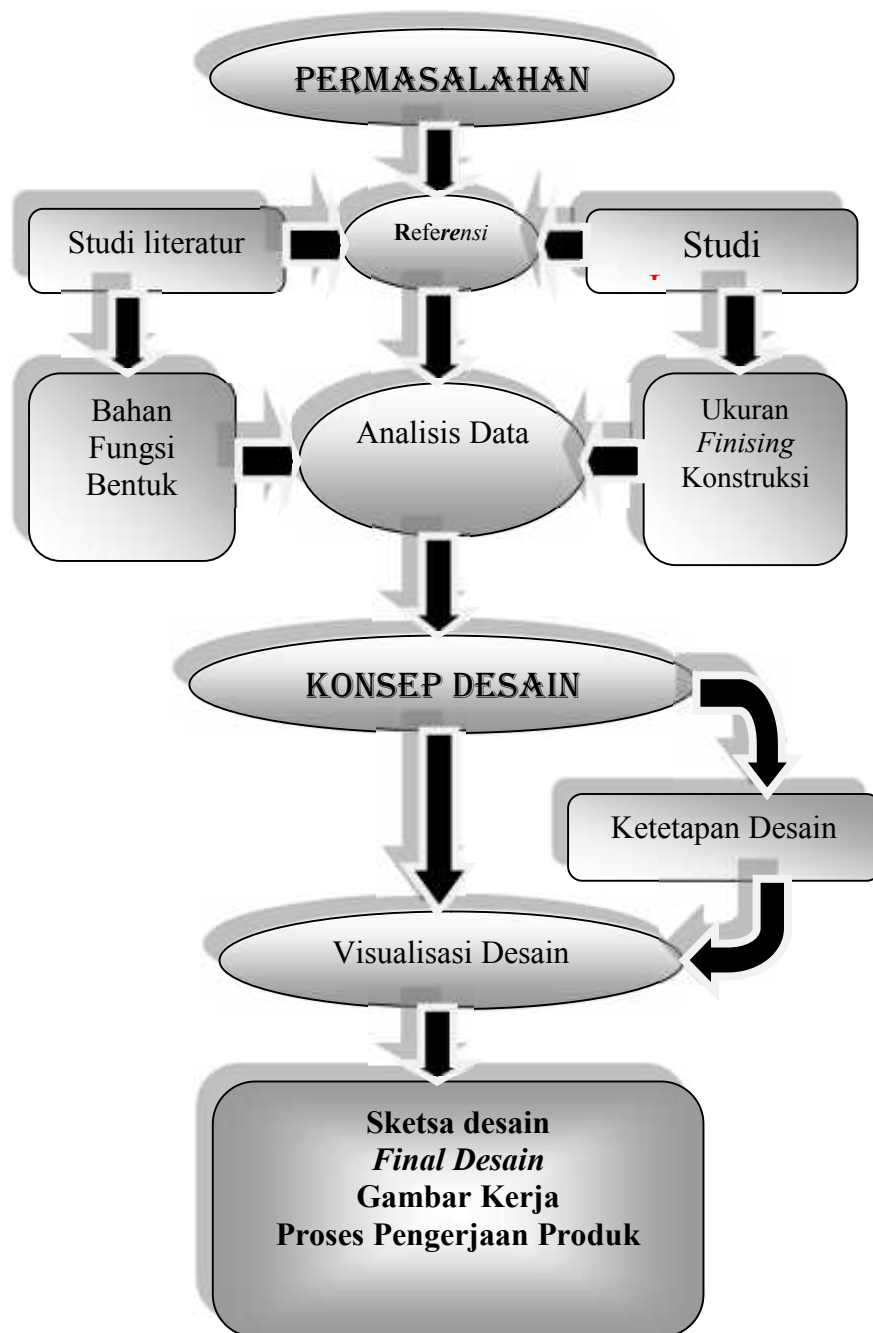 PERMASALAHAN
Studi literatur
Referensi
Studi
Bahan
Fungsi
Bentuk
Analisis Data
Ukuran
Finising
Konstruksi
KONSEP DESAIN
Ketetapan Desain
Visualisasi Desain
Sketsa desain
Final Desain
Gambar Kerja
Proses Pengerjaan Produk